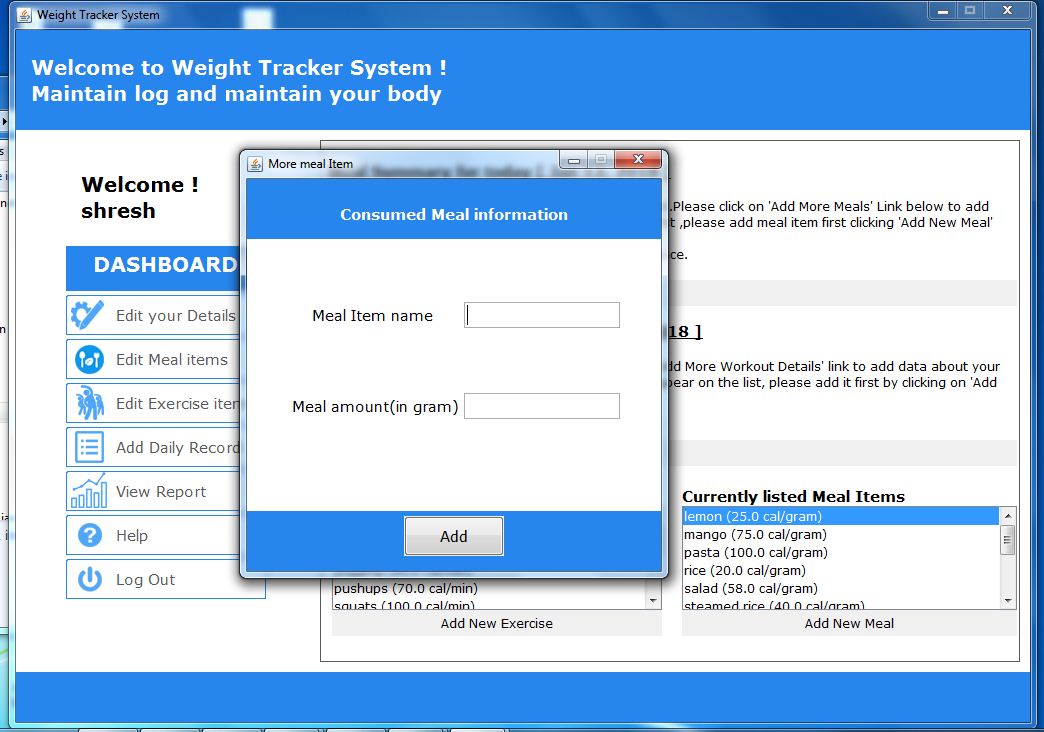 Weight Tracker System
Welcome to Weight Tracker System !
Maintain log and maintain your body
Welcome !
shresh
DASHBOARD
Edit your Details
Edit Meal items
Edit Exercise iter
Add Daily Record
View Report
Help
Log Out
More meal Item
Consumed Meal information
Meal Item name
Meal amount(in gram)
Add
.Please click on 'Add More Meals' Link below to add
t ,please add meal item first clicking 'Add New Meal'
ce.
18 ]
dd More Workout Details' link to add data about your
pear on the list, please add it first by clicking on 'Add
pushups (70.0 cal/min)
squats (100.0 cal/min)
Add New Exercise
Currently listed Meal Items
lemon (25.0 cal/gram)
mango (75.0 cal/gram)
pasta (100.0 cal/gram)
rice (20.0 cal/gram)
salad (58.0 cal/gram)
steamed rice (40.0 cal/gram)
Add New Meal